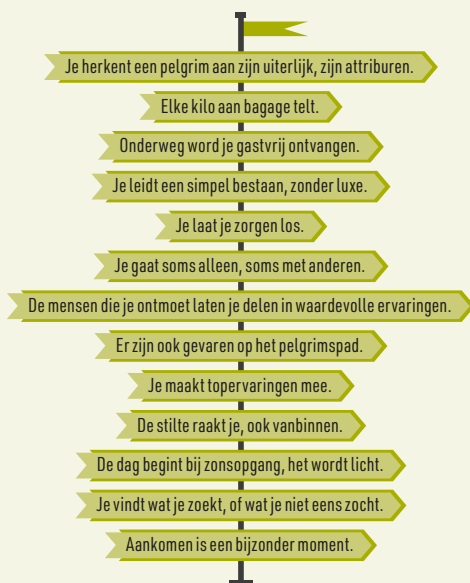 Je herkent een pelgrim aan zijn uiterlijk, zijn attriburen.
Elke kilo aan bagage telt.
Onderweg word je gastvrij ontvangen.
Je leidt een simpel bestaan, zonder luxe.
Je laat je zorgen los.
Je gaat soms alleen, soms met anderen.
De mensen die je ontmoet laten je delen in waardevolle ervaringen.
Er zijn ook gevaren op het pelgrimspad.
Je maakt topervaringen mee.
De stilte raakt je, ook vanbinnen.
De dag begint bij zonsopgang, het wordt licht.
Je vindt wat je zoekt, of wat je niet eens zocht.
Aankomen is een bijzonder moment.